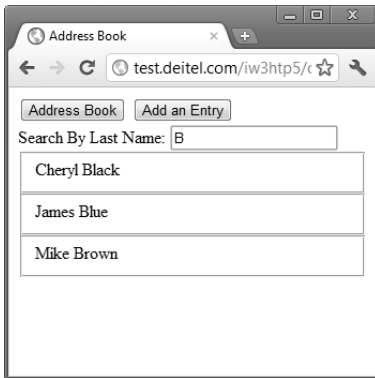 Address Book
test.deitel.com/iw3htp5/
Address Book Add an Entry
Search By Last Name: B
Cheryl Black
James Blue
Mike Brown